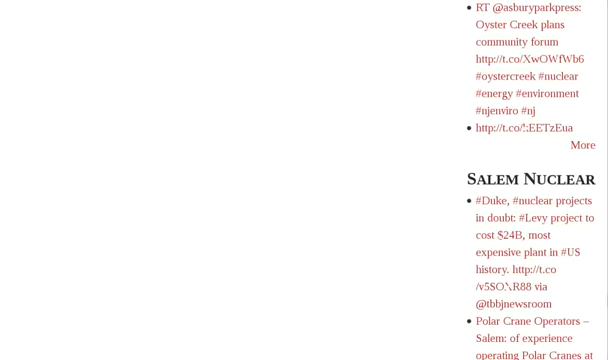 RT @asburyparkpress:
Oyster Creek plans
community forum
http://t.co/XwOWfWb6
#oystercreek #nuclear
#energy #environment
#njenviro #nj
More
SALEM NUCLEAR
#Duke, #nuclear projects
in doubt: #Levy project to
cost $24B, most
expensive plant in #US
history. http://t.co
via
@tbbjnewsroom
Polar Crane Operators –
Salem: of experience
operating Polar Cranes at